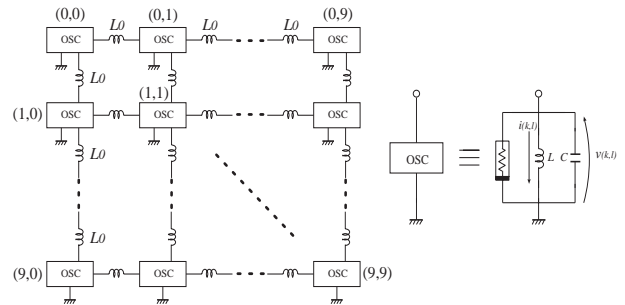 (0,0) (0,1) (0,9)
L0 L0 L0
OSC OSC OSC
L0
(1,1)
(1,0) OSC OSC OSC
L0
L0
(9,0) OSC OSC OSC (9,9)
OSC
i(k,l) L C v(k,l)